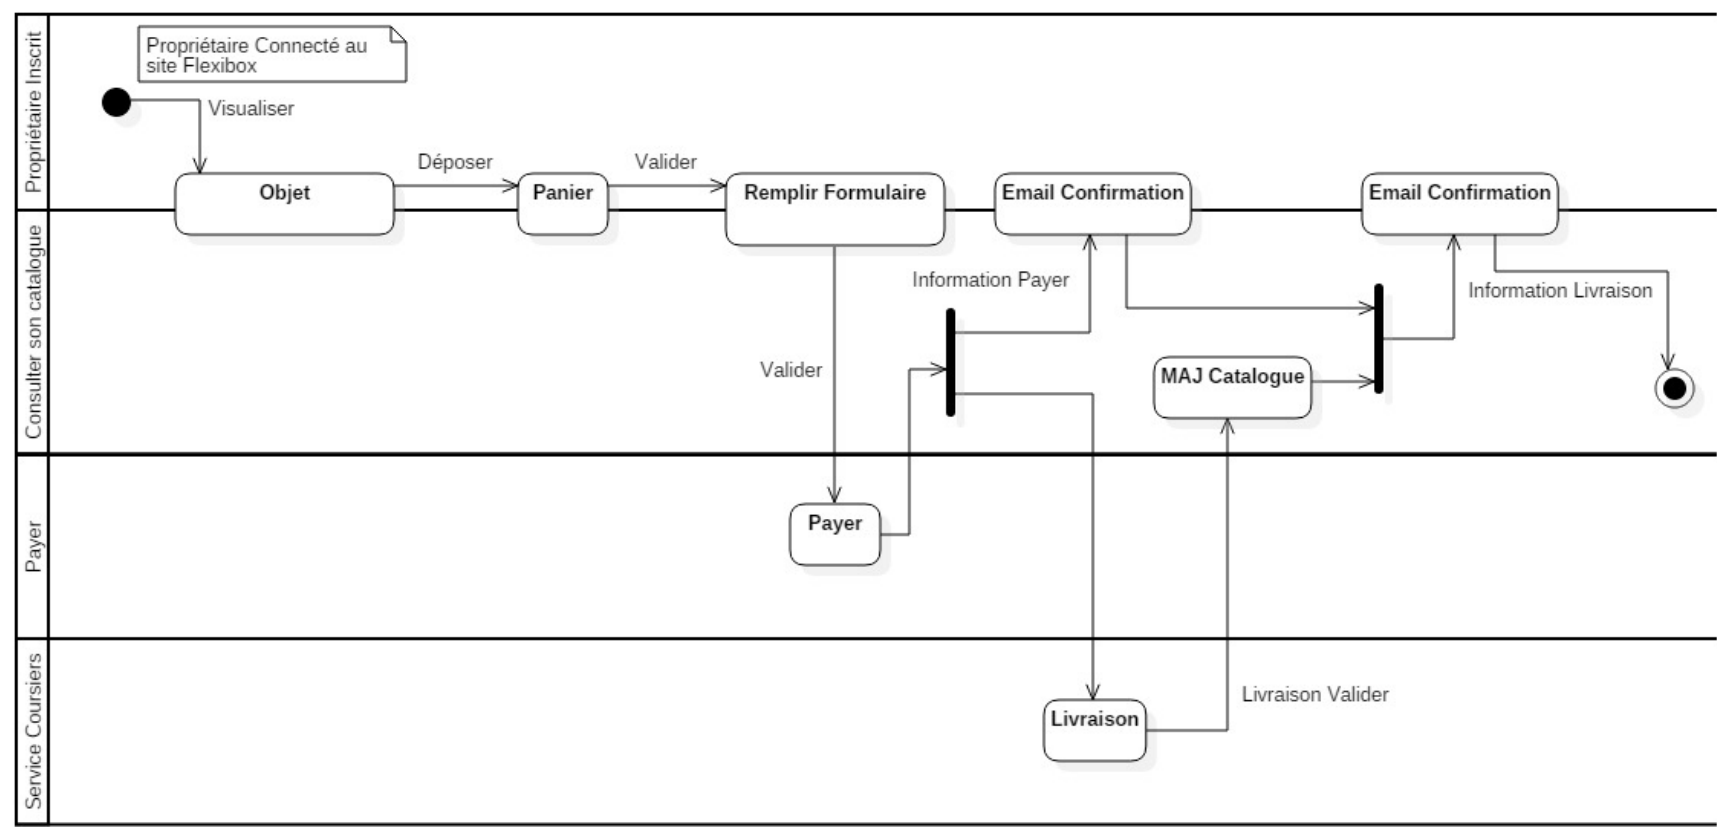 Propriétaire Inscrit
Propriétaire Connecté au
site Flexibox
Visualiser
Objet
Déposer
Panier
Valider
Remplir Formulaire
Email Confirmation
Email Confirmation
Consulter son catalogue
Information Payer
Information Livraison
Valider
MAJ Catalogue
Payer
Payer
Service Coursiers
Livraison
Livraison Valider